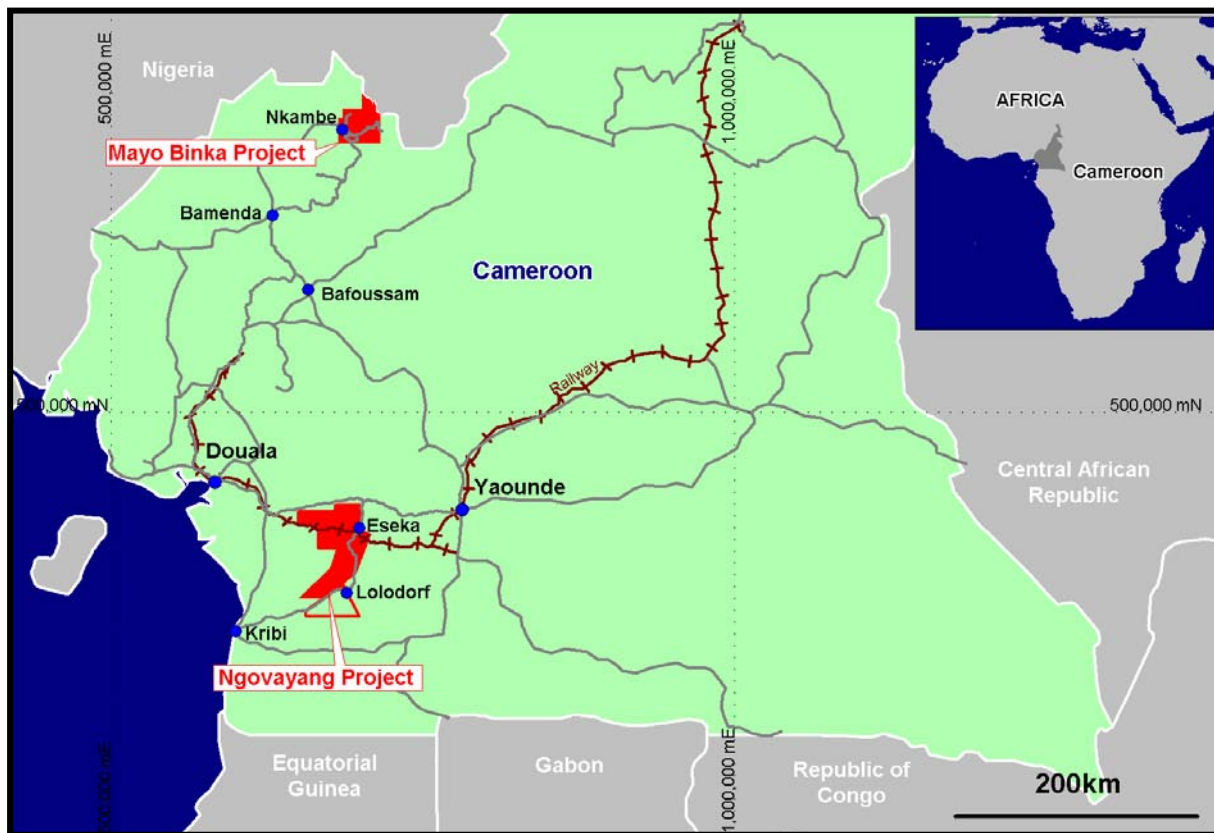 Nigeria
500,000 mE
1,000,000 mE
AFRICA
Cameroon
Nkambe
Mayo Binka Project
Bamenda
Cameroon
Bafoussam
Railway
500,000 mN
500,000 mN
Douala
Central African
Republic
Yaounde
Eseka
Lolodorf
Kribi
Ngovayang Project
Equatorial
Guinea
Gabon
Republic of
Congo
500,000 mE
1,000,000 mE
200km